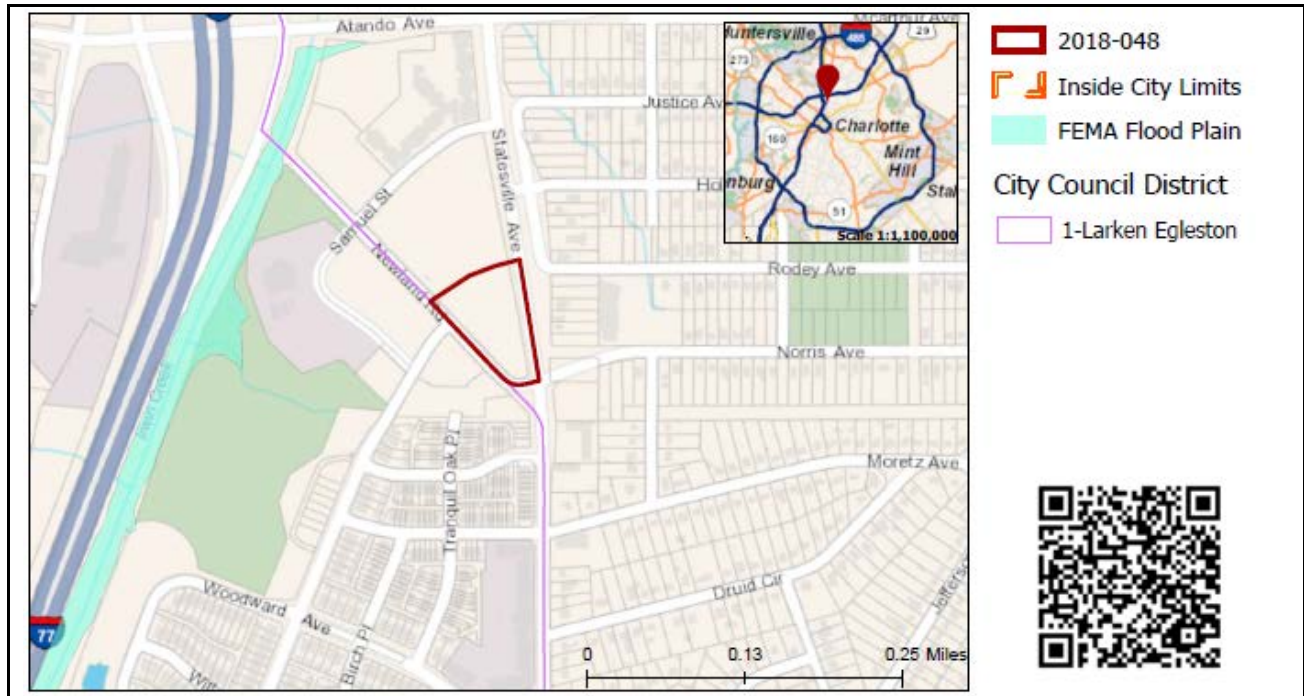 Atando Ave
Mcarthur Ave
Justice Av
Statesville Ave
Samuel St
Newland Rd
Rodey Ave
Norris Ave
Moretz Ave
Tranquil Oak Pl
Druid Cir
Woodward Ave
Birch Pl
77
0 0.13 0.25 Miles
Huntersville
485
29
273
Charlotte
Mint
Hill
51
Scale 1:1,100,000
2018-048
Inside City Limits
FEMA Flood Plain
City Council District
1-Larken Egleston